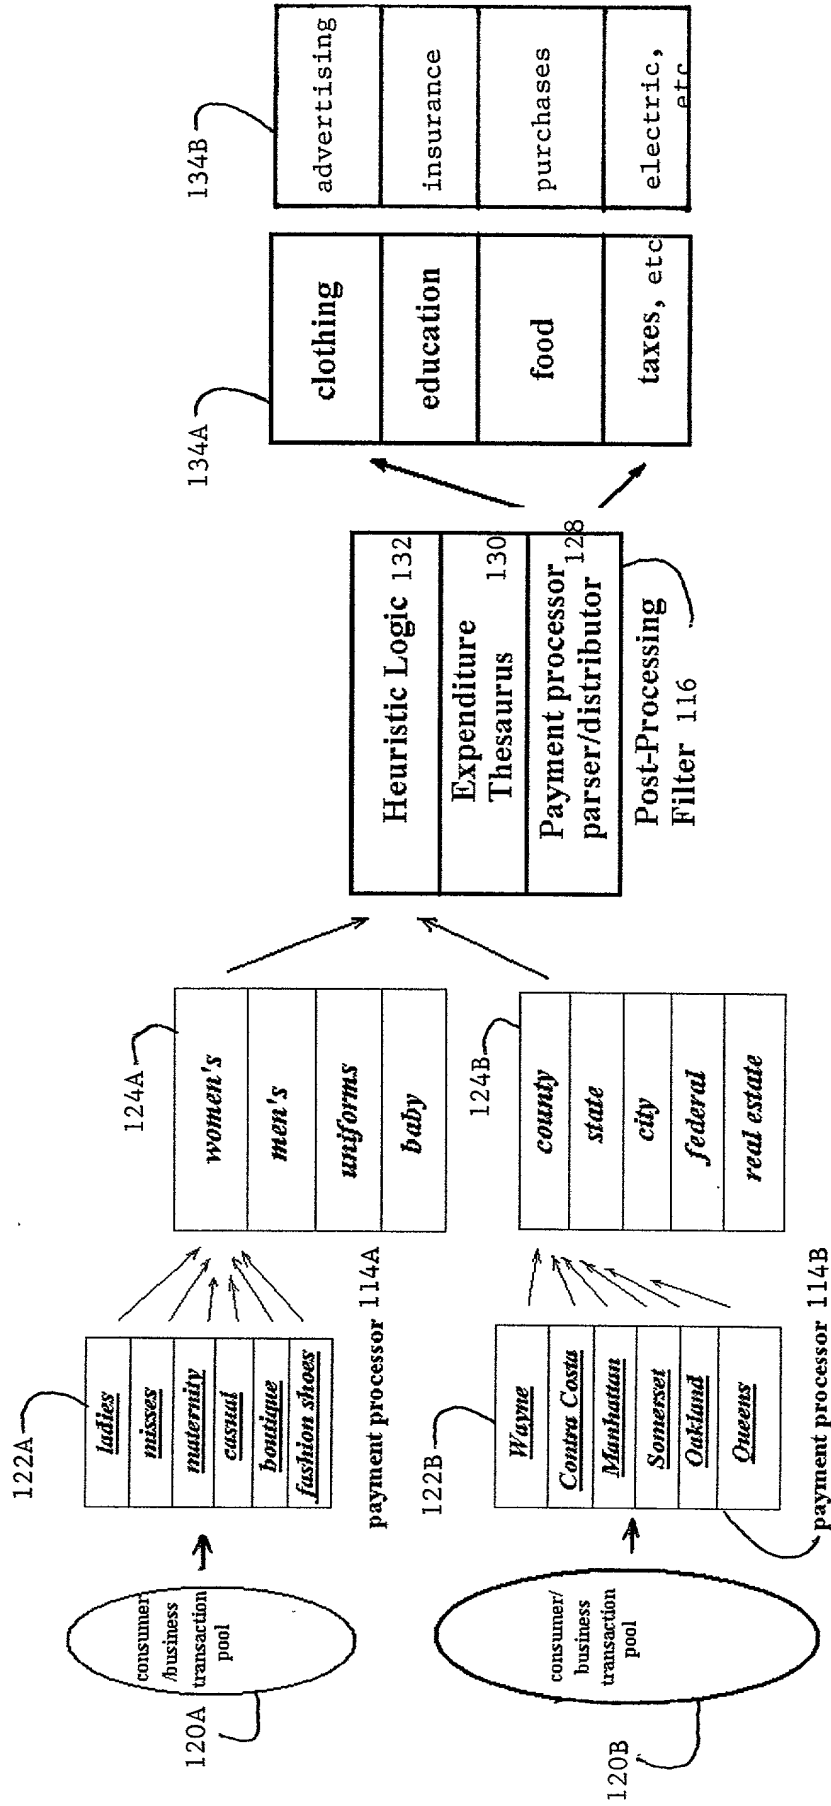 120A
consumer
/business
transaction
pool
122A
ladies
misses
maternity
casual
boutique
fashion shoes
payment processor 114A
124A
women's
men's
uniforms
baby
120B
consumer/
business
transaction
pool
122B
Wayne
Contra Costa
Manhattan
Somerset
Oakland
Queens
payment processor 114B
124B
county
state
city
federal
real estate
Heuristic Logic 132
Expenditure 130
Thesaurus
Payment processor 128
parser/distributor
Post-Processing
Filter 116
134A
clothing
education
food
taxes, etc
134B
advertising
insurance
purchases
electric,
etc